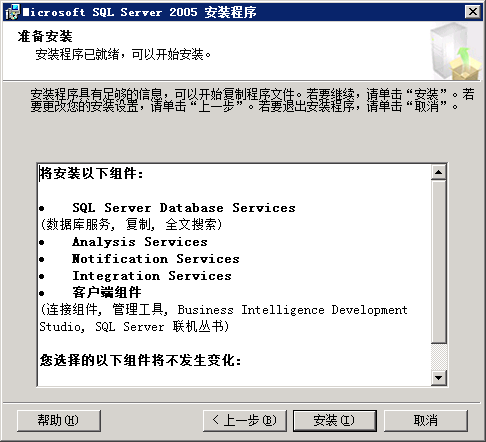 Microsoft SQL Server 2005 安装程序
准备安装
安装程序已就绪，可以开始安装。
安装程序具有足够的信息，可以开始复制程序文件。若要继续，请单击“安装”。若
要更改您的安装设置，请单击“上一步”。若要退出安装程序，请单击“取消”。
将安装以下组件：
• SQL Server Database Services
(数据库服务, 复制, 全文搜索)
• Analysis Services
• Notification Services
• Integration Services
• 客户端组件
(连接组件, 管理工具, Business Intelligence Development
Studio, SQL Server 联机丛书)
您选择的以下组件将不发生变化：
帮助(H)
< 上一步(B)
安装(I)
取消